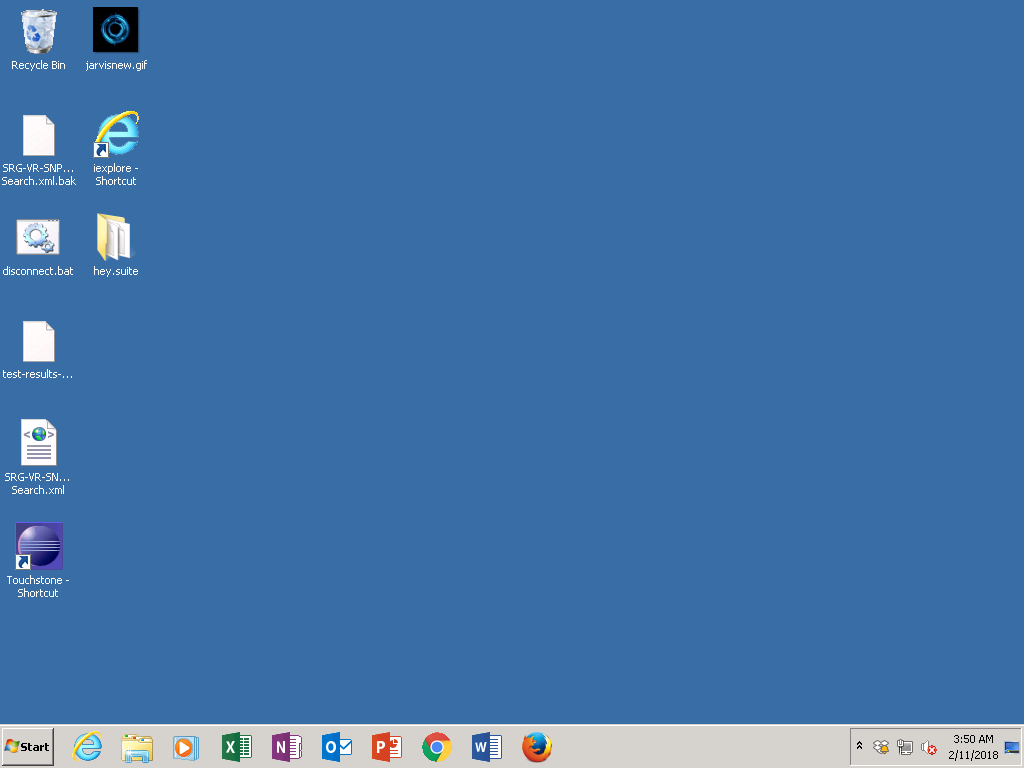 Recycle Bin
jarvisnew.gif
SRG-VR-SNP...
Search.xml.bak
iexplore -
Shortcut
disconnect.bat
hey.suite
test-results-...
SRG-VR-SN...
Search.xml
Touchstone -
Shortcut
Start
3:50 AM
2/11/2018